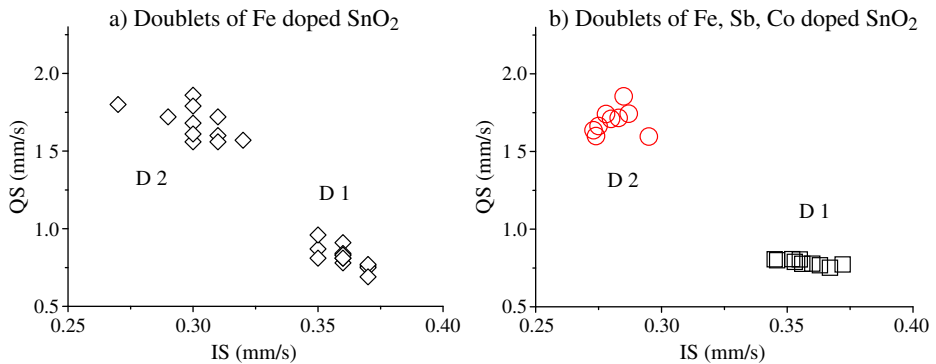 a) Doublets of Fe doped SnO₂
QS (mm/s)
2.0
1.5
1.0
0.5
D 2
D 1
0.25
0.30
0.35
0.40
IS (mm/s)
b) Doublets of Fe, Sb, Co doped SnO₂
QS (mm/s)
2.0
1.5
1.0
0.5
D 2
D 1
0.25
0.30
0.35
0.40
IS (mm/s)